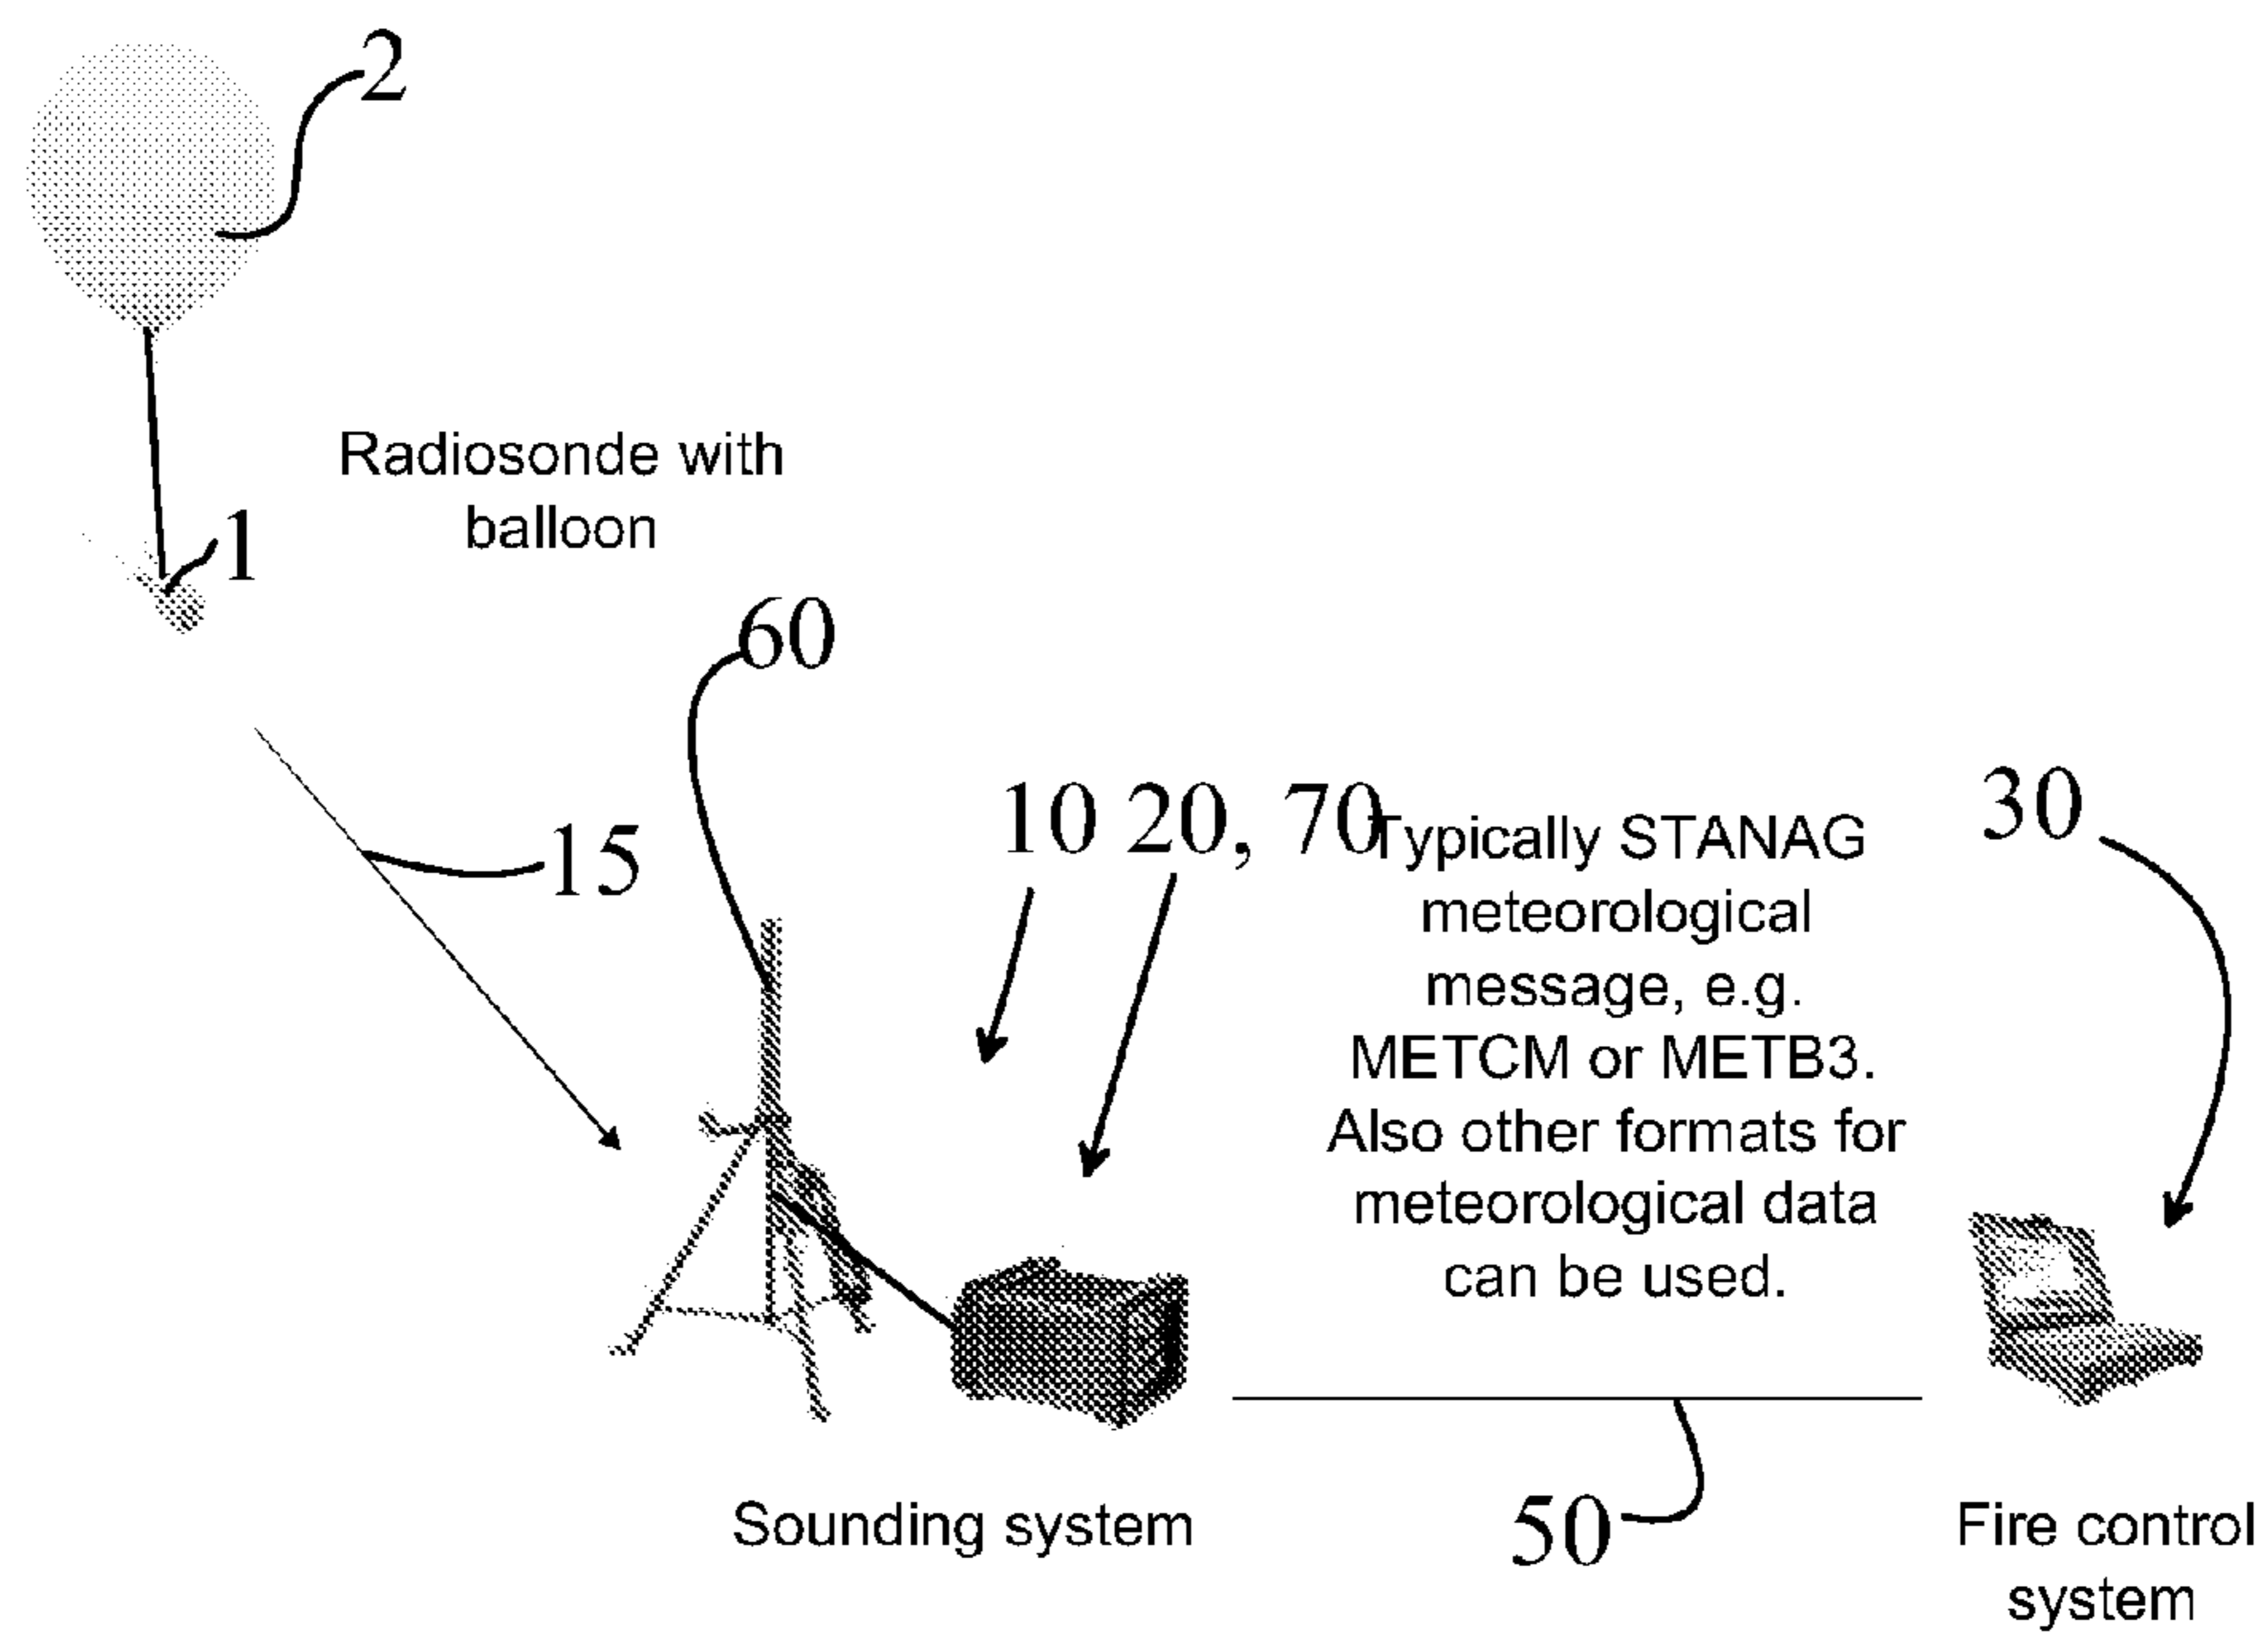 2
Radiosonde with
balloon
1
60
10 20, 70
30
15
Typically STANAG
meteorological
message, e.g.
METCM or METB3.
Also other formats for
meteorological data
can be used.
Sounding system
50
Fire control
system